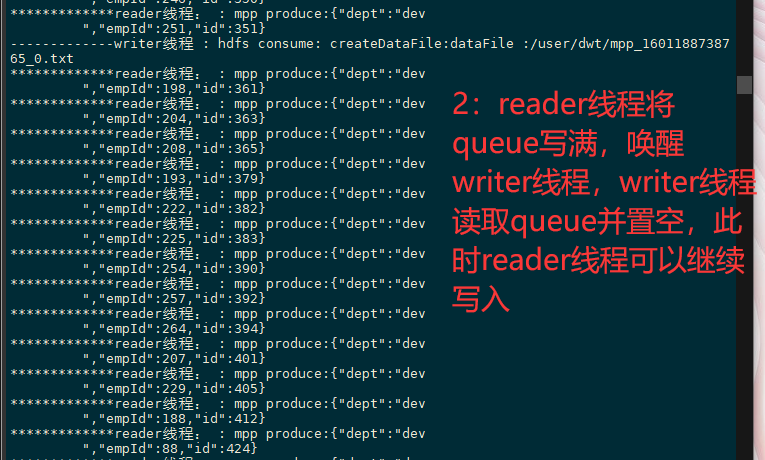 *************reader线程： : mpp produce:{"dept":"dev
","empId":251,"id":351}
-------------writer线程 : hdfs consume: createDataFile:dataFile :/user/dwt/mpp_16011887387
65_0.txt
*************reader线程： : mpp produce:{"dept":"dev
","empId":198,"id":361}
*************reader线程： : mpp produce:{"dept":"dev
","empId":204,"id":363}
*************reader线程： : mpp produce:{"dept":"dev
","empId":208,"id":365}
*************reader线程： : mpp produce:{"dept":"dev
","empId":193,"id":379}
*************reader线程： : mpp produce:{"dept":"dev
","empId":222,"id":382}
*************reader线程： : mpp produce:{"dept":"dev
","empId":225,"id":383}
*************reader线程： : mpp produce:{"dept":"dev
","empId":254,"id":390}
*************reader线程： : mpp produce:{"dept":"dev
","empId":257,"id":392}
*************reader线程： : mpp produce:{"dept":"dev
","empId":264,"id":394}
*************reader线程： : mpp produce:{"dept":"dev
","empId":207,"id":401}
*************reader线程： : mpp produce:{"dept":"dev
","empId":229,"id":405}
*************reader线程： : mpp produce:{"dept":"dev
","empId":188,"id":412}
*************reader线程： : mpp produce:{"dept":"dev
","empId":88,"id":424}
2：reader线程将
queue写满，唤醒
writer线程，writer线程
读取queue并置空，此
时reader线程可以继续
写入